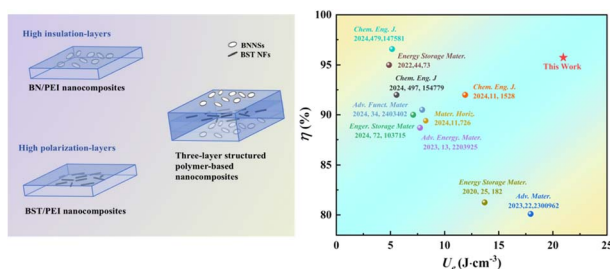 High insulation-layers
BN/PEI nanocomposites
High polarization-layers
BST/PEI nanocomposites
BNNSs
BST NFs
Three-layer structured
polymer-based
nanocomposites
η (%)
100
95
90
85
80
Chem. Eng. J.
2024,479,147581
Energy Storage Mater.
2022,44,73
Chem. Eng. J
2024, 497, 154779
Chem. Eng. J.
2024,11, 1528
This Work
Adv. Funct. Mater
2024, 34, 2403402
Mater. Horiz.
2024,11,726
Enger. Storage Mater
2024, 72, 103715
Adv. Energy. Mater.
2023, 13, 2203925
Energy Storage Mater.
2020, 25, 182
Adv. Mater.
2023,22,2300962
0
5
10
15
20
25
Ue (J·cm-3)